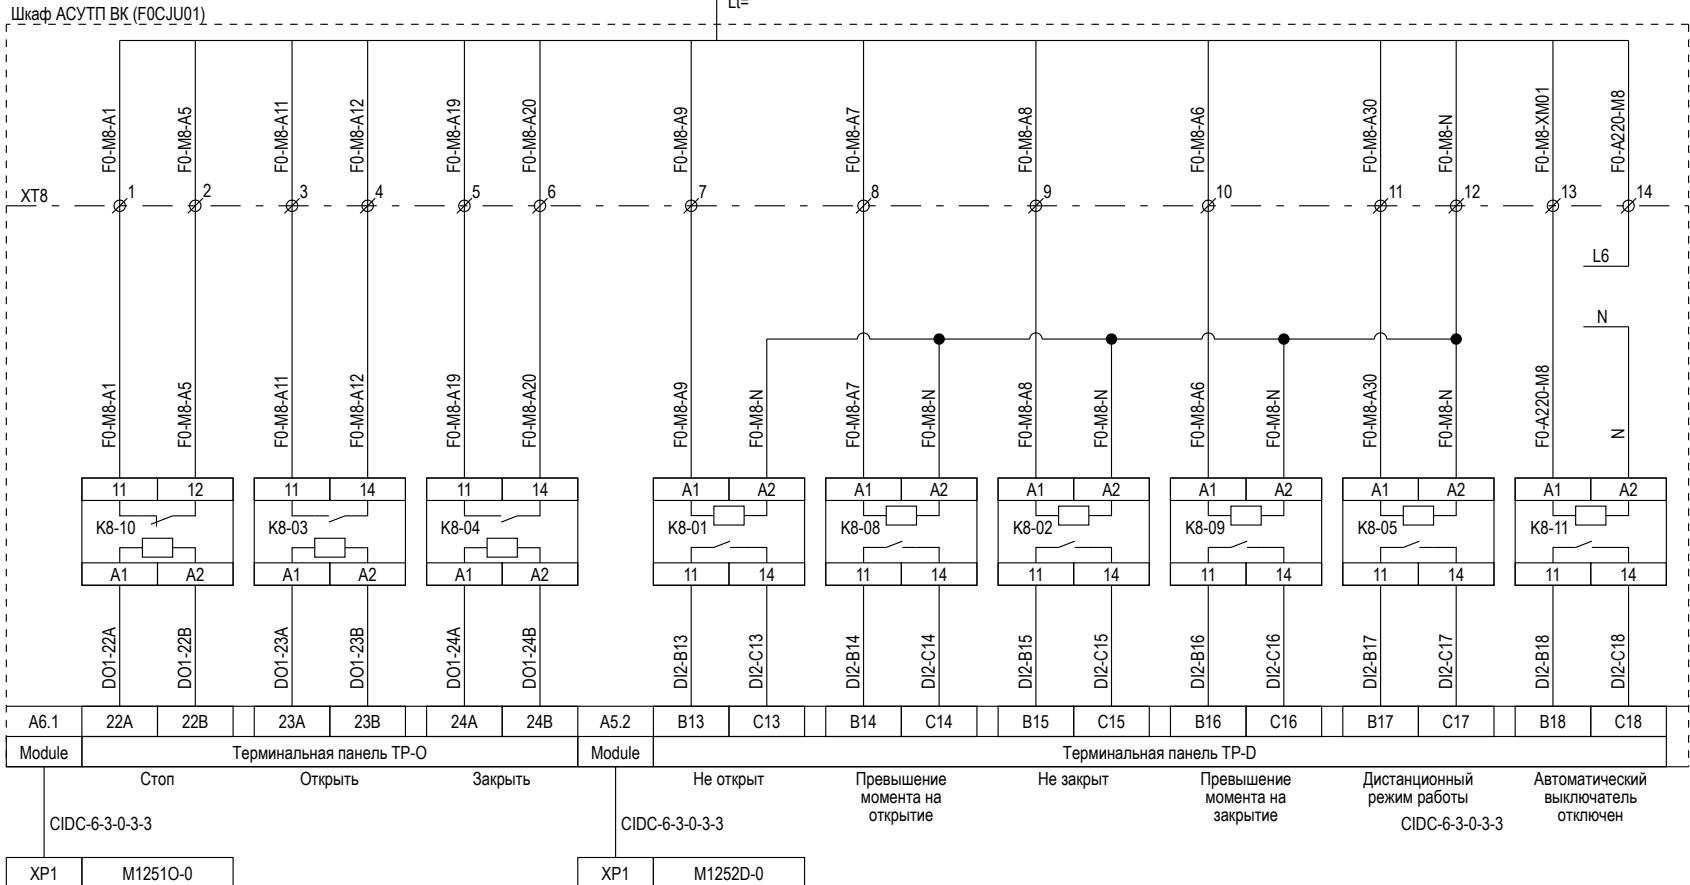 Lt=
Шкаф АСУТП ВК (F0CJU01)
F0-M8-A1
F0-M8-A5
F0-M8-A11
F0-M8-A12
F0-M8-A19
F0-M8-A20
F0-M8-A9
F0-M8-A7
F0-M8-A8
F0-M8-A6
F0-M8-A30
F0-M8-N
F0-M8-XM01
F0-A220-M8
XT8 1 2 3 4 5 6 7 8 9 10 11 12 13 14
L6
N
F0-M8-A1
F0-M8-A5
F0-M8-A11
F0-M8-A12
F0-M8-A19
F0-M8-A20
F0-M8-A9
F0-M8-N
F0-M8-A7
F0-M8-N
F0-M8-A8
F0-M8-N
F0-M8-A6
F0-M8-N
F0-M8-A30
F0-M8-N
F0-A220-M8
N
11 12 11 14 11 14 A1 A2 A1 A2 A1 A2 A1 A2 A1 A2 A1 A2
K8-10 K8-03 K8-04 K8-01 K8-08 K8-02 K8-09 K8-05 K8-11
A1 A2 A1 A2 A1 A2 11 14 11 14 11 14 11 14 11 14 11 14
DO1-22A
DO1-22B
DO1-23A
DO1-23B
DO1-24A
DO1-24B
DI2-B13
DI2-C13
DI2-B14
DI2-C14
DI2-B15
DI2-C15
DI2-B16
DI2-C16
DI2-B17
DI2-C17
DI2-B18
DI2-C18
A6.1 22A 22B 23A 23B 24A 24B A5.2 B13 C13 B14 C14 B15 C15 B16 C16 B17 C17 B18 C18
Module Терминальная панель TP-O Module Терминальная панель TP-D
Стоп
Открыть
Закрыть
Не открыт
Превышение
момента на
открытие
Не закрыт
Превышение
момента на
закрытие
Дистанционный
режим работы
Автоматический
выключатель
отключен
CIDC-6-3-0-3-3 CIDC-6-3-0-3-3 CIDC-6-3-0-3-3
XP1 M1251O-0 XP1 M1252D-0